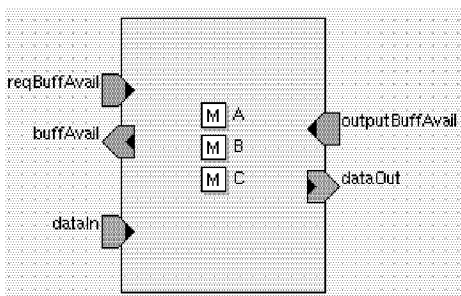 reqBuffAvail
M A
outputBuffAvail
buffAvail
M B
M C
dataOut
dataIn